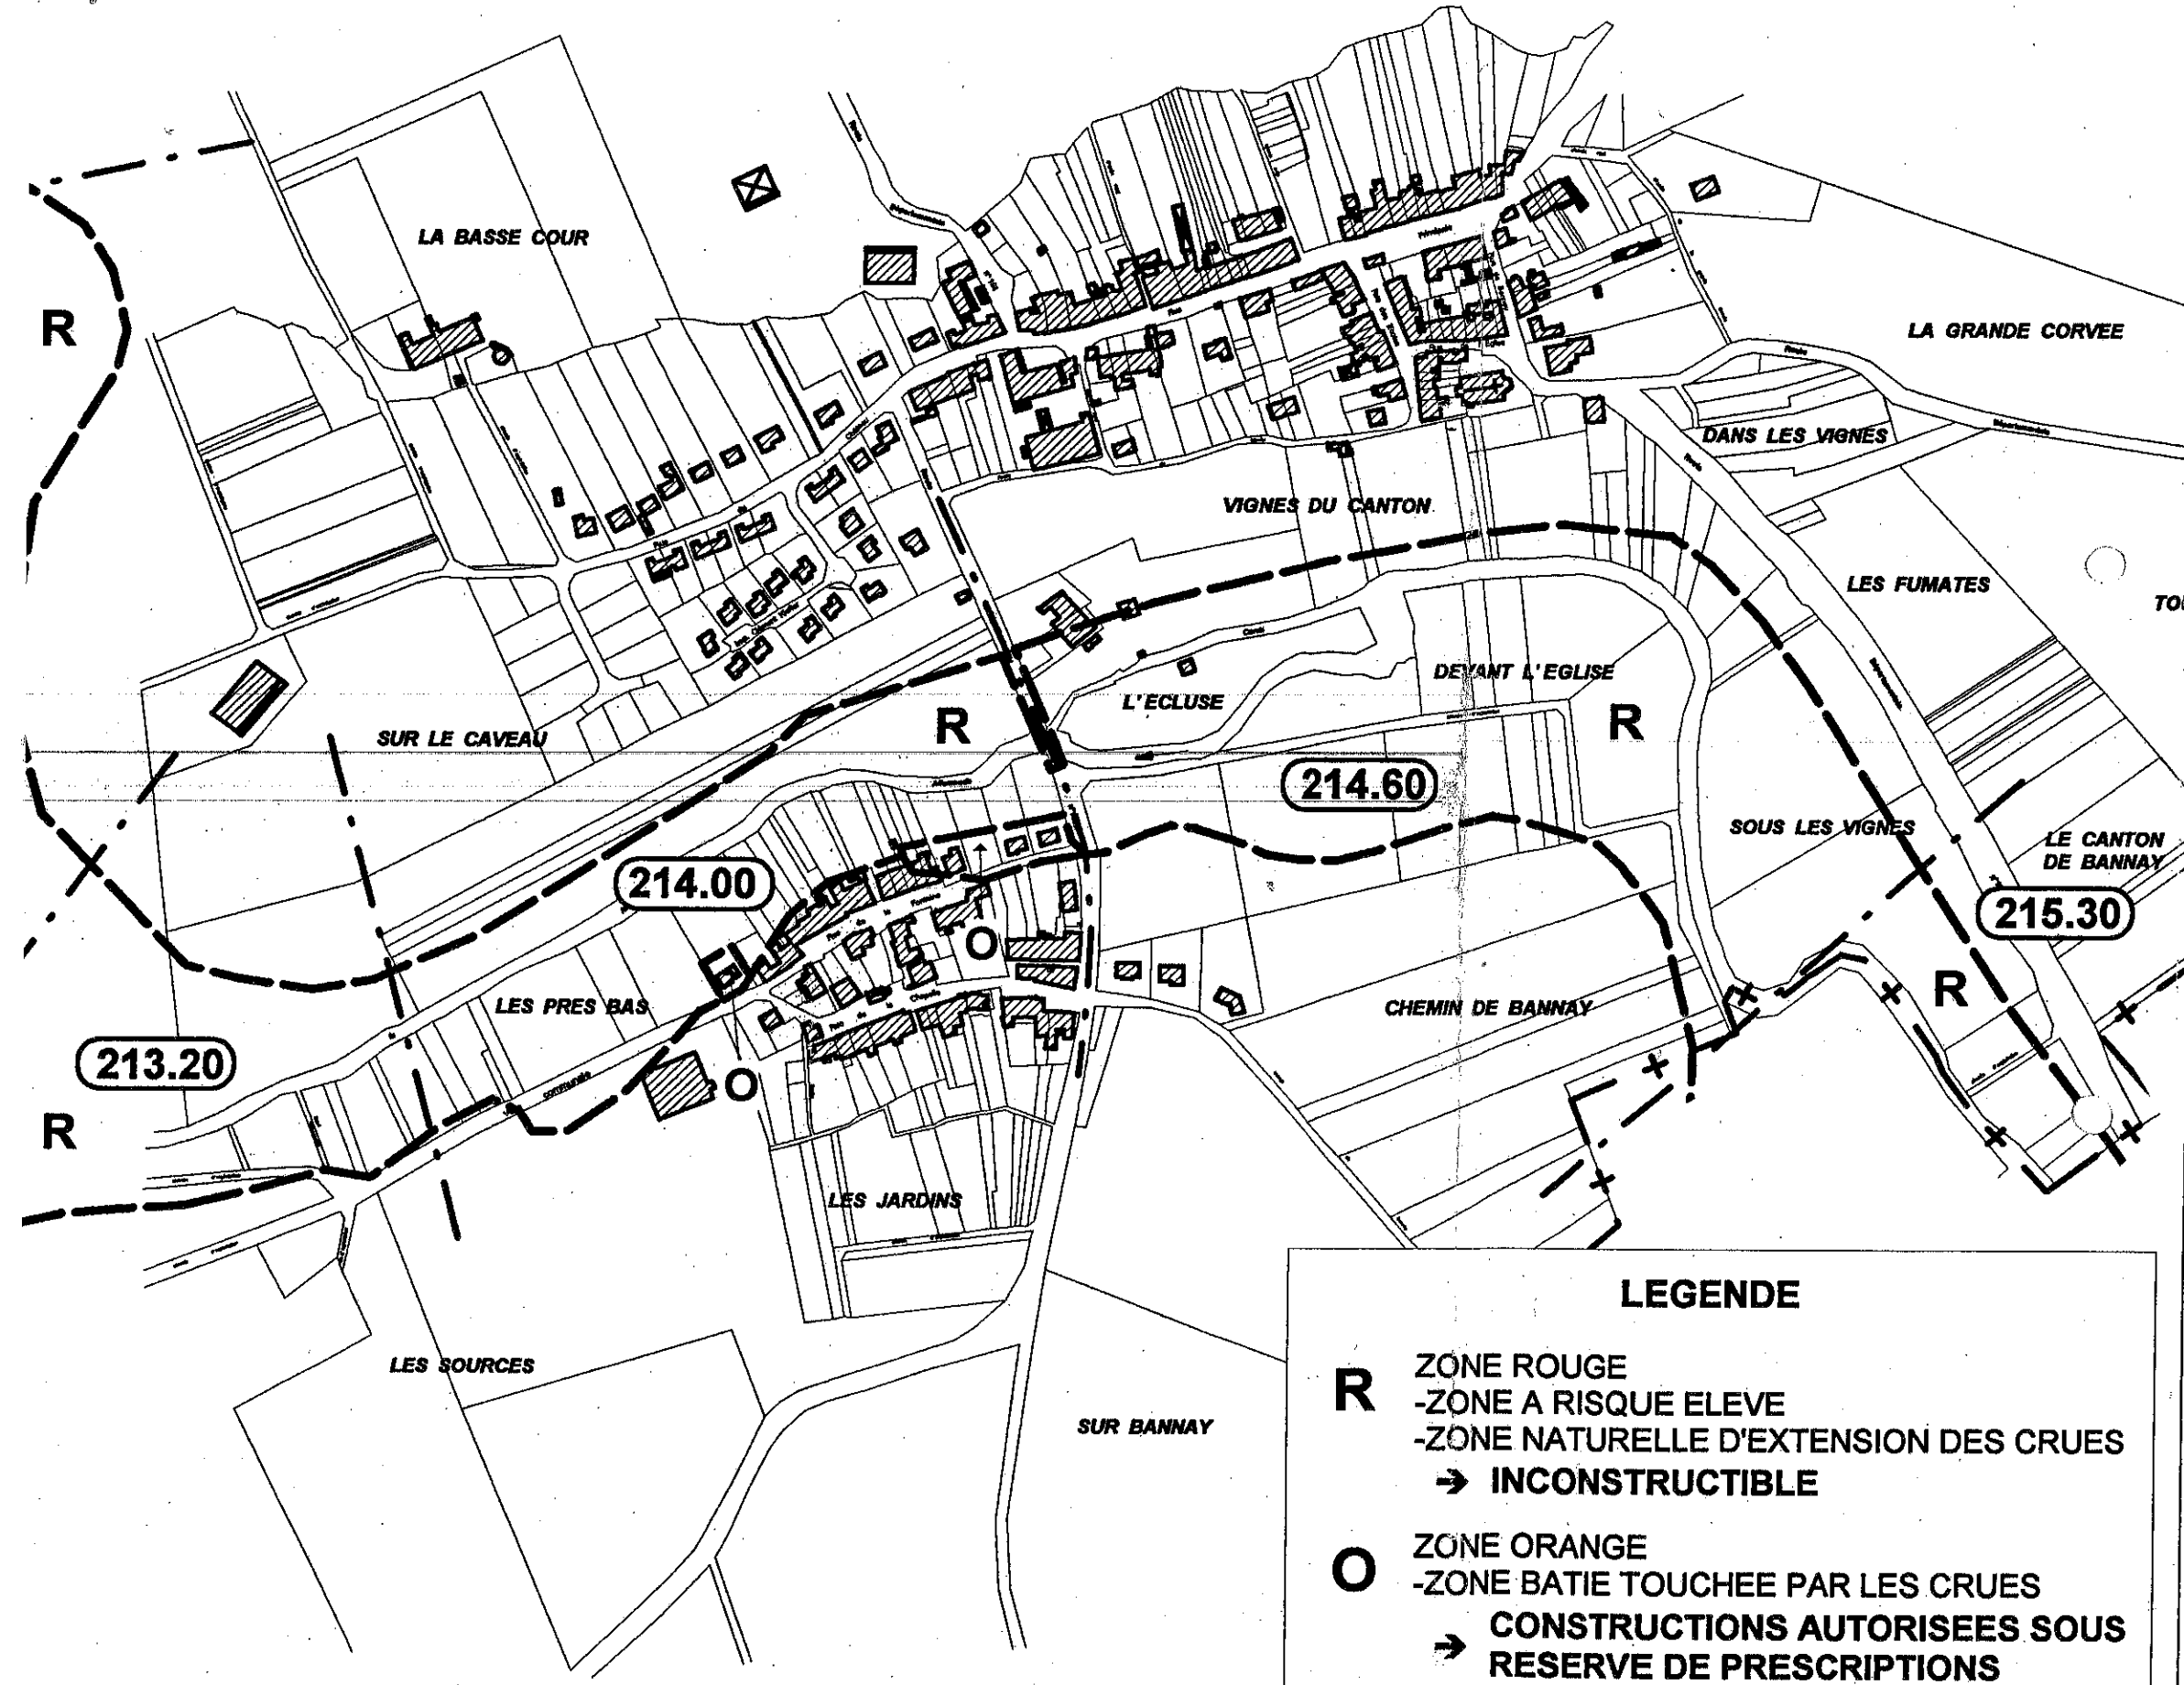 LA BASSE COUR
R
LA GRANDE CORVEE
DANS LES VIGNES
VIGNES DU CANTON
LES FUMATES
TOU
DEVANT L'EGLISE
L'ECLUSE
R
R
SUR LE CAVEAU
214.60
SOUS LES VIGNES
LE CANTON
DE BANNAY
214.00
215.30
O
R
LES PRES BAS
CHEMIN DE BANNAY
213.20
O
R
LES JARDINS
LES SOURCES
SUR BANNAY
LEGENDE
R
ZONE ROUGE
-ZONE A RISQUE ELEVE
-ZONE NATURELLE D'EXTENSION DES CRUES
→ INCONSTRUCTIBLE
O
ZONE ORANGE
-ZONE BATIE TOUCHEE PAR LES CRUES
→ CONSTRUCTIONS AUTORISEES SOUS
RESERVE DE PRESCRIPTIONS